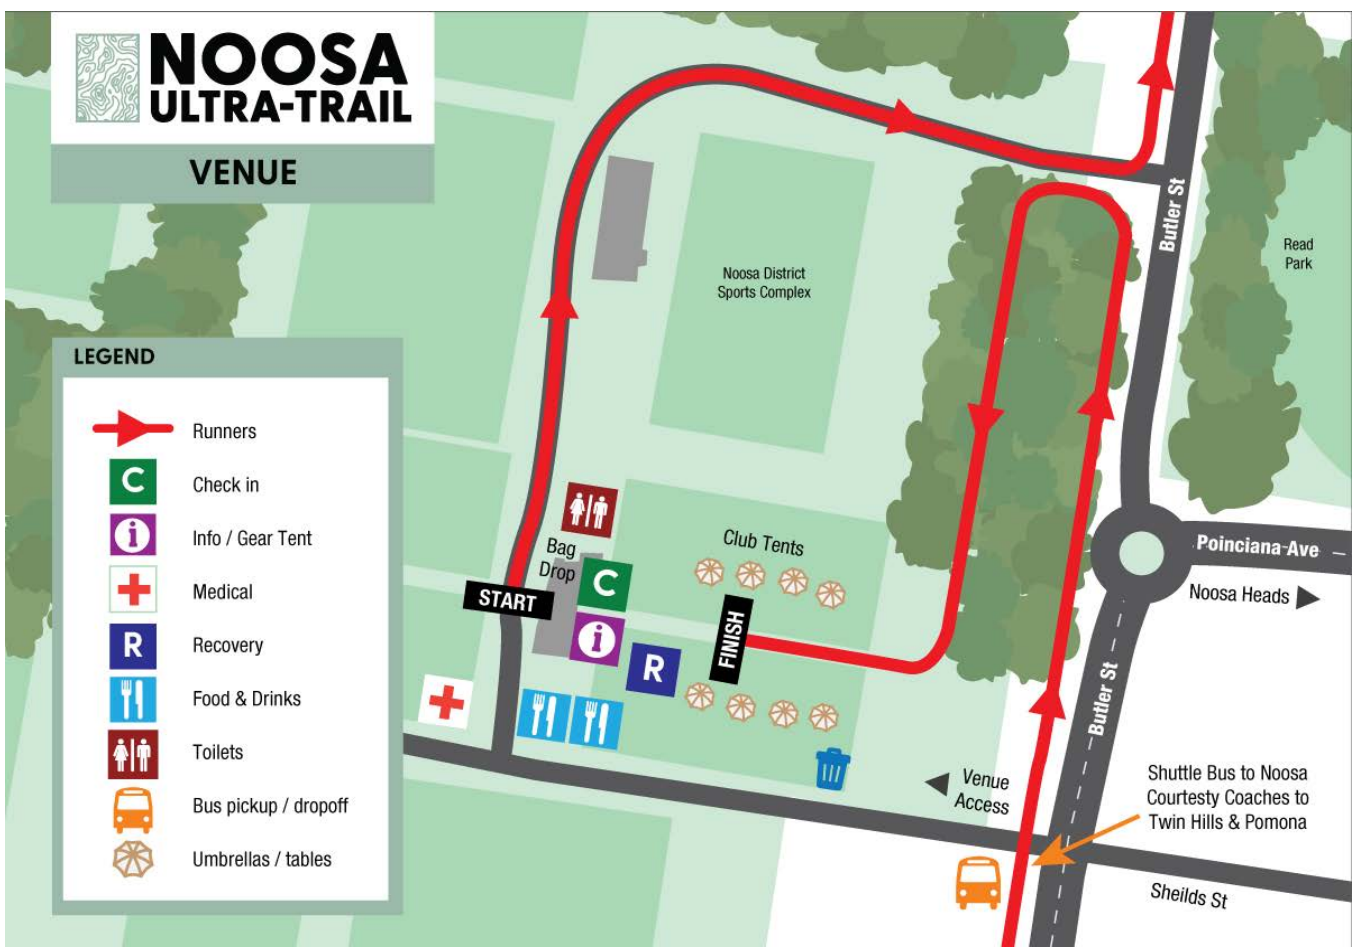 NOOSA
ULTRA-TRAIL
VENUE
LEGEND
Runners
C
Check in
i
Info / Gear Tent
Medical
R
Recovery
Food & Drinks
Toilets
Bus pickup / dropoff
Umbrellas / tables
Noosa District
Sports Complex
Butler St
Read
Park
Club Tents
Bag
Drop
C
START
i
R
FINISH
Poinciana Ave
Noosa Heads
Butler St
Venue
Access
Shuttle Bus to Noosa
Courtesty Coaches to
Twin Hills & Pomona
Sheilds St